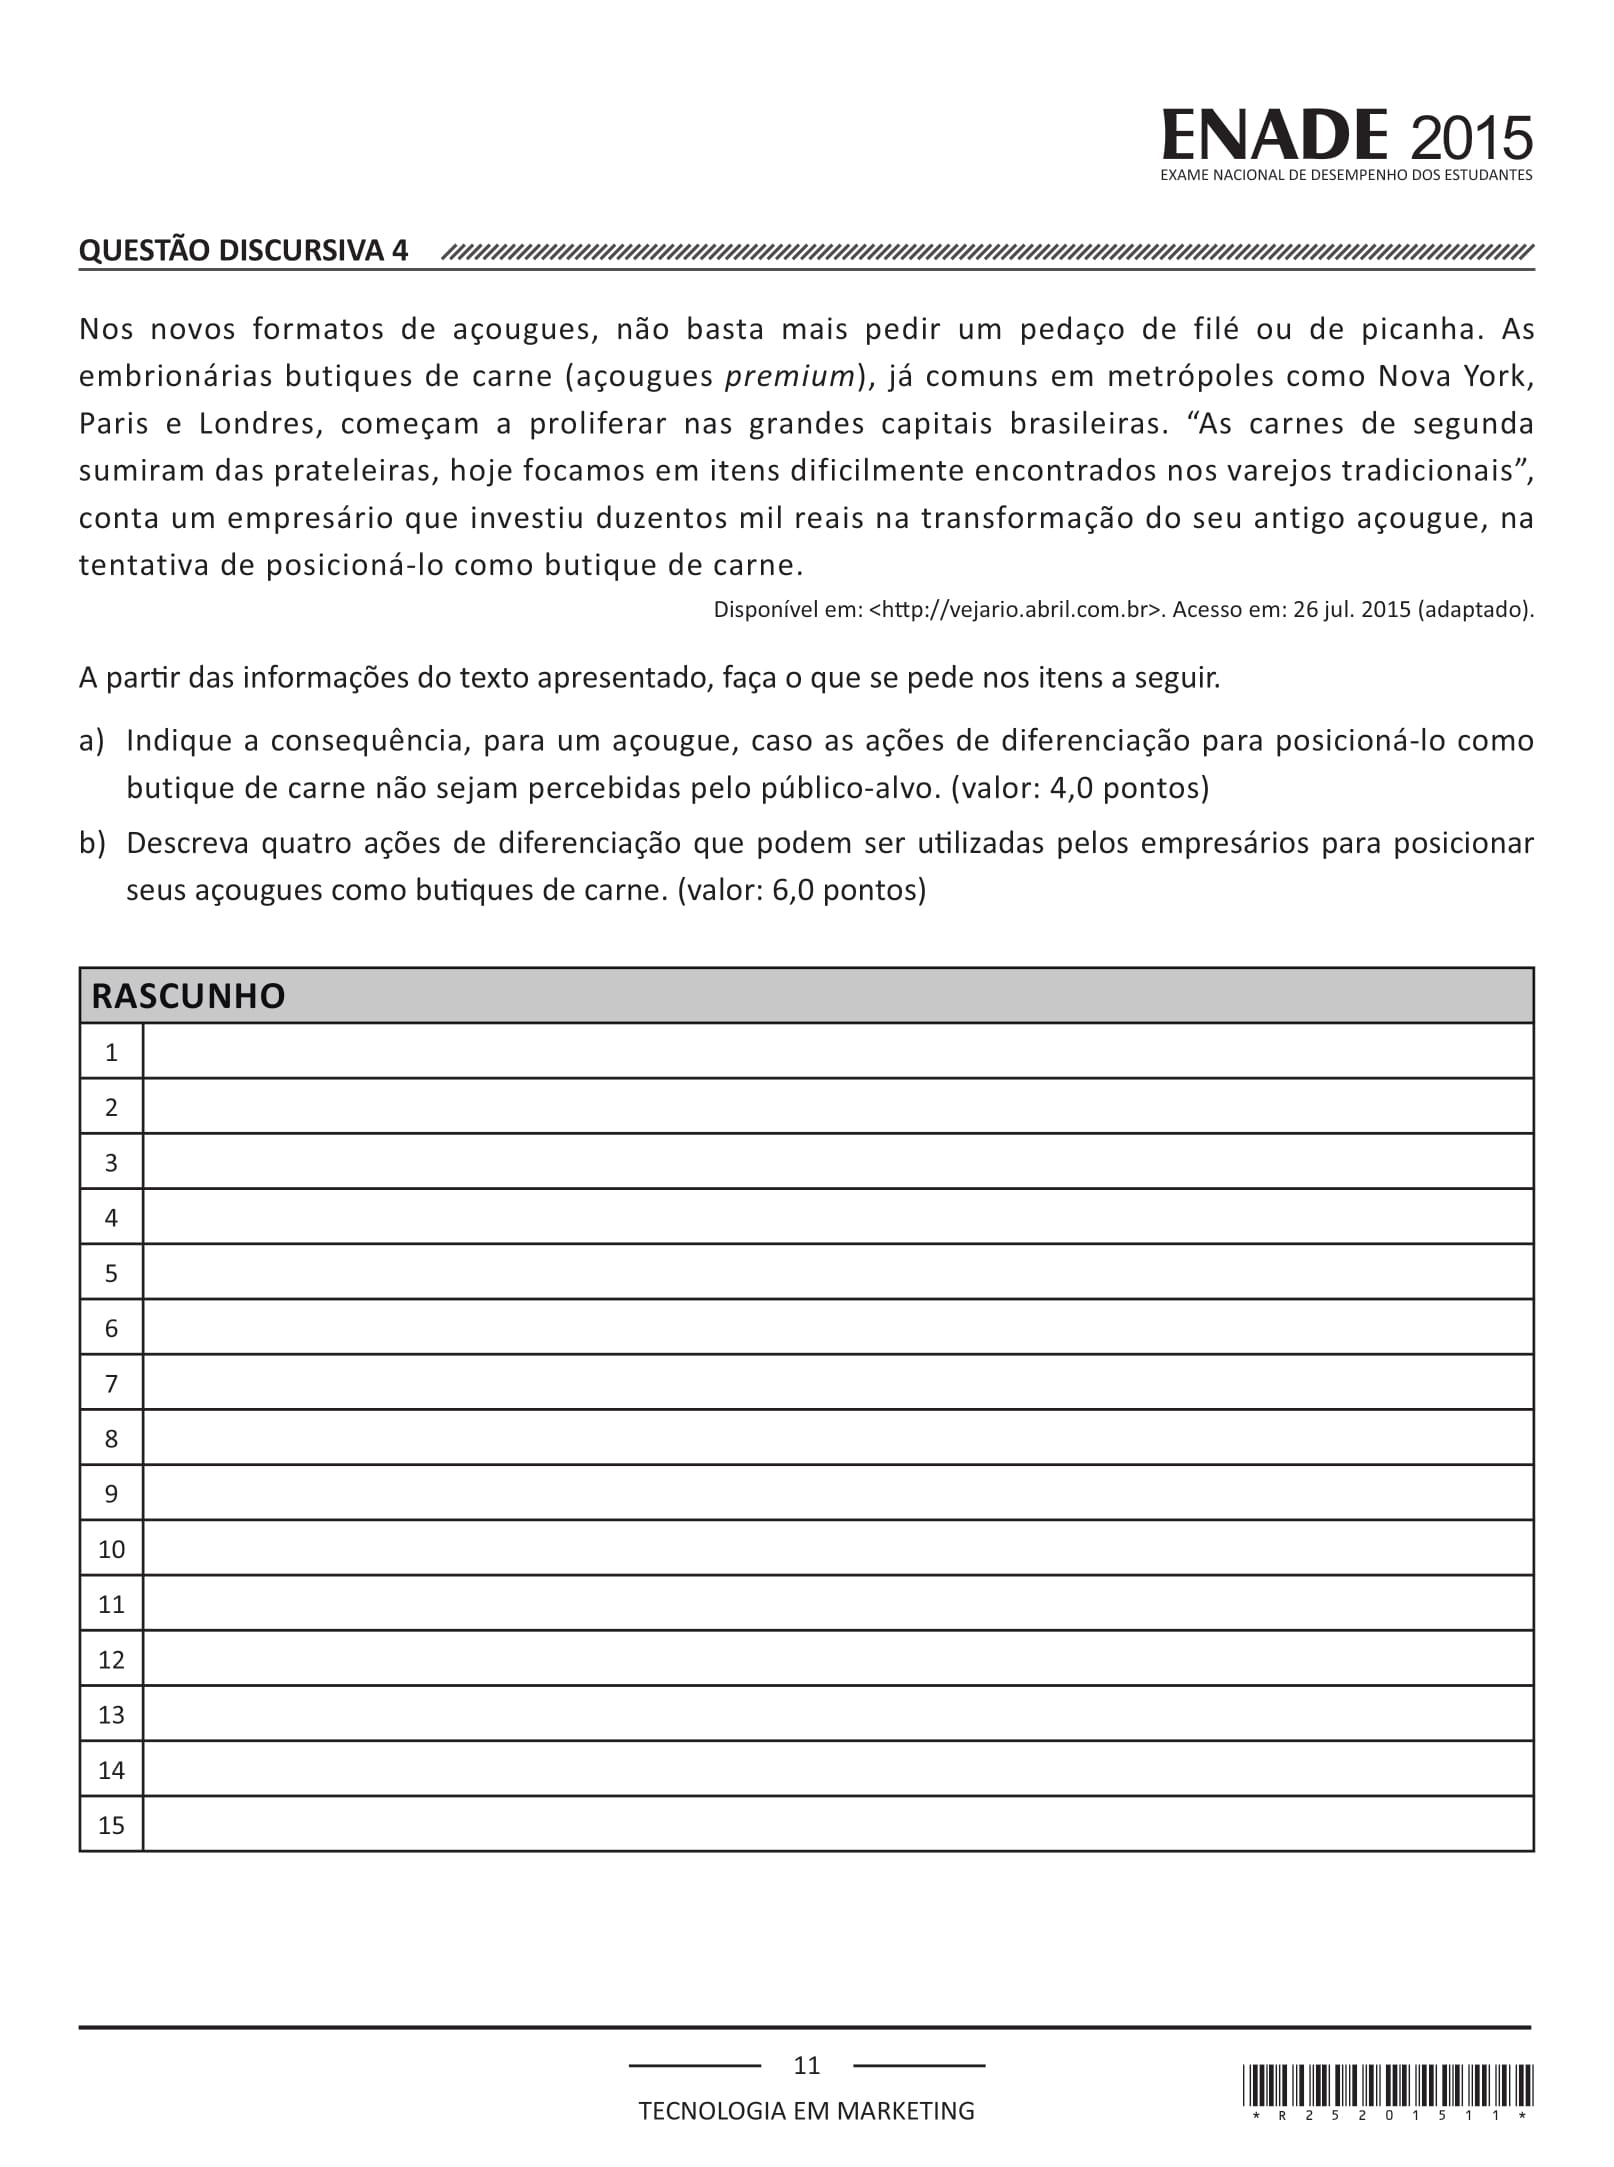 ENADE 2015
EXAME NACIONAL DE DESEMPENHO DOS ESTUDANTES
QUESTÃO DISCURSIVA 4
Nos novos formatos de açougues, não basta mais pedir um pedaço de filé ou de picanha. As
embrionárias butiques de carne (açougues premium), já comuns em metrópoles como Nova York,
Paris e Londres, começam a proliferar nas grandes capitais brasileiras. “As carnes de segunda
sumiram das prateleiras, hoje focamos em itens dificilmente encontrados nos varejos tradicionais”,
conta um empresário que investiu duzentos mil reais na transformação do seu antigo açougue, na
tentativa de posicioná-lo como butique de carne.
Disponível em: <http://vejario.abril.com.br>. Acesso em: 26 jul. 2015 (adaptado).
A partir das informações do texto apresentado, faça o que se pede nos itens a seguir.
a) Indique a consequência, para um açougue, caso as ações de diferenciação para posicioná-lo como
butique de carne não sejam percebidas pelo público-alvo. (valor: 4,0 pontos)
b) Descreva quatro ações de diferenciação que podem ser utilizadas pelos empresários para posicionar
seus açougues como butiques de carne. (valor: 6,0 pontos)
RASCUNHO
1
2
3
4
5
6
7
8
9
10
11
12
13
14
15
11
TECNOLOGIA EM MARKETING
* R 2 5 2 0 1 5 1 1 *